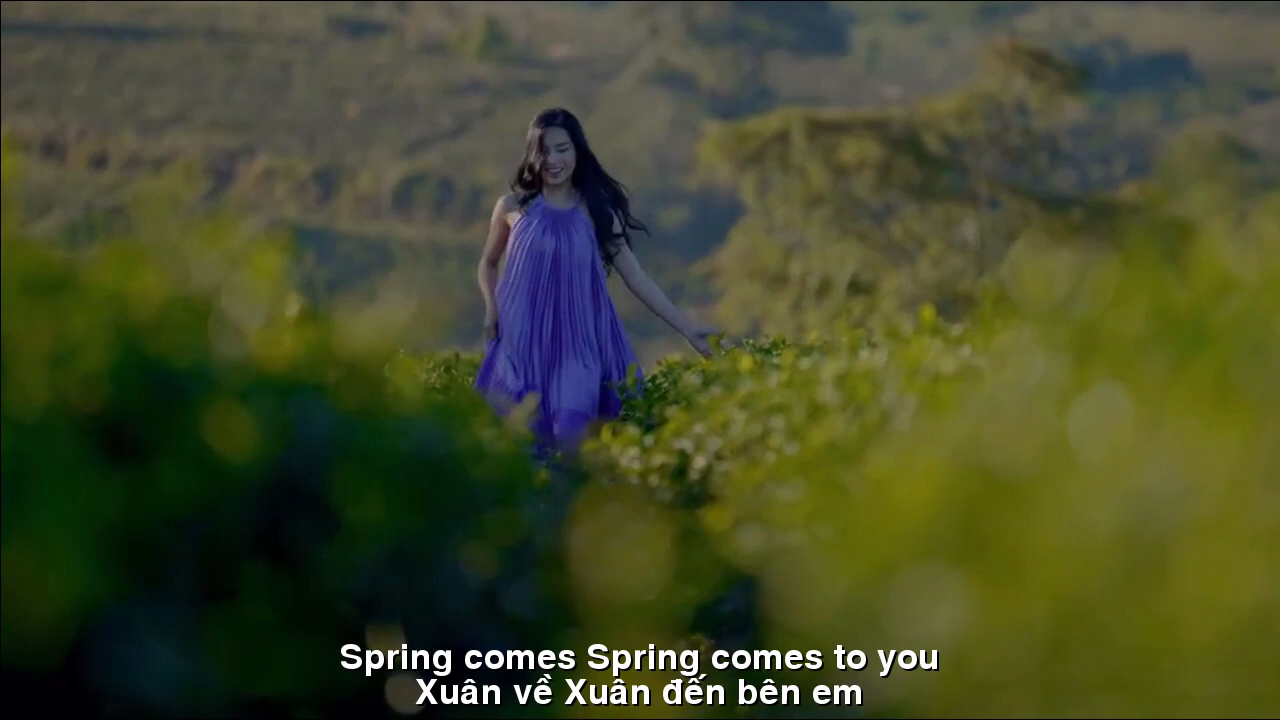 Spring comes Spring comes to you
Xuân về Xuân đến bên em